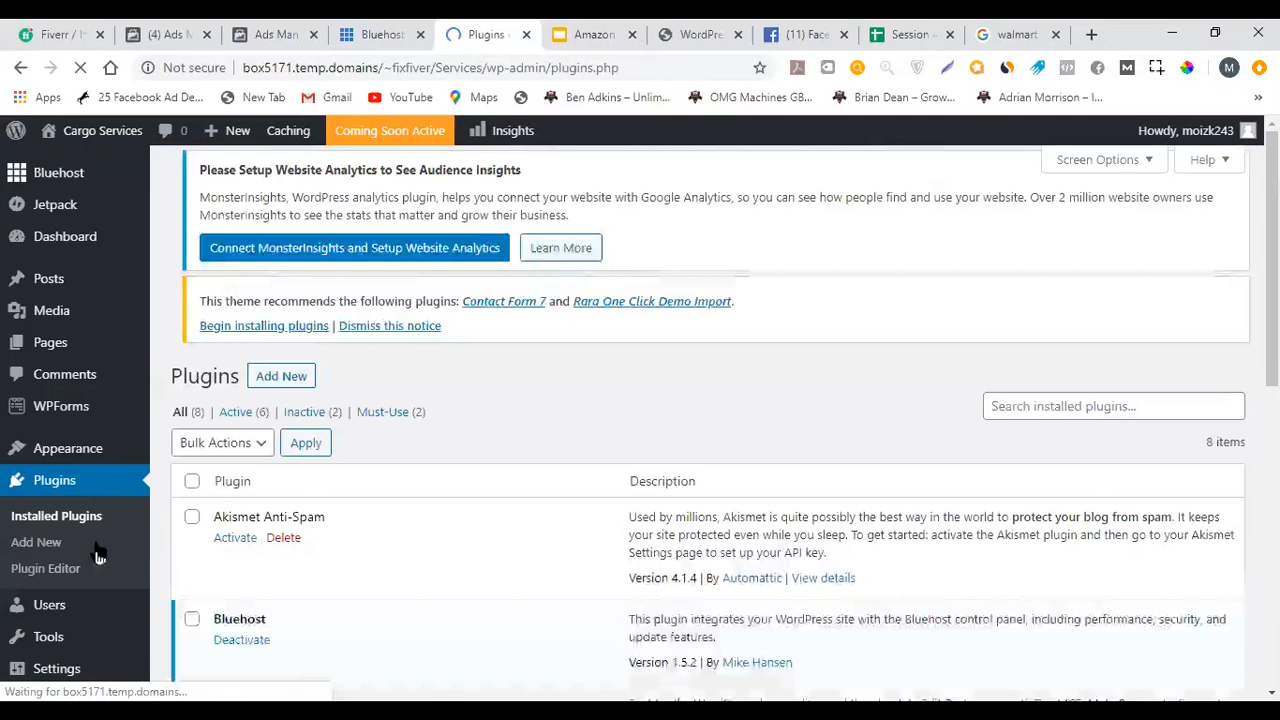 Fiverr / I
(4) Ads M
Ads Man
Bluehost
Plugins
Amazon
WordPre
(11) Face
Session -
walmart
Not secure
box5171.temp.domains/~fixfiver/Services/wp-admin/plugins.php
M
Apps
25 Facebook Ad De...
New Tab
Gmail
YouTube
Maps
Ben Adkins – Unlim...
OMG Machines GB...
Brian Dean – Grow...
Adrian Morrison – I...
»
Cargo Services
0
New
Caching
Coming Soon Active
Insights
Howdy, moizk243
Bluehost
Jetpack
Dashboard
Posts
Media
Pages
Comments
WPForms
Appearance
Plugins
Installed Plugins
Add New
Plugin Editor
Users
Tools
Settings
Screen Options
Help
Please Setup Website Analytics to See Audience Insights
MonsterInsights, WordPress analytics plugin, helps you connect your website with Google Analytics, so you can see how people find and use your website. Over 2 million website owners use
MonsterInsights to see the stats that matter and grow their business.
Connect MonsterInsights and Setup Website Analytics
Learn More
This theme recommends the following plugins: Contact Form 7 and Rara One Click Demo Import.
Begin installing plugins | Dismiss this notice
Plugins
Add New
All (8) | Active (6) | Inactive (2) | Must-Use (2)
Search installed plugins...
Bulk Actions
Apply
8 items
Plugin
Description
Akismet Anti-Spam
Activate
Delete
Used by millions, Akismet is quite possibly the best way in the world to protect your blog from spam. It keeps
your site protected even while you sleep. To get started: activate the Akismet plugin and then go to your Akismet
Settings page to set up your API key.
Version 4.1.4 | By Automattic | View details
Bluehost
Deactivate
This plugin integrates your WordPress site with the Bluehost control panel, including performance, security, and
update features.
Version 1.5.2 | By Mike Hansen
Waiting for box5171.temp.domains...